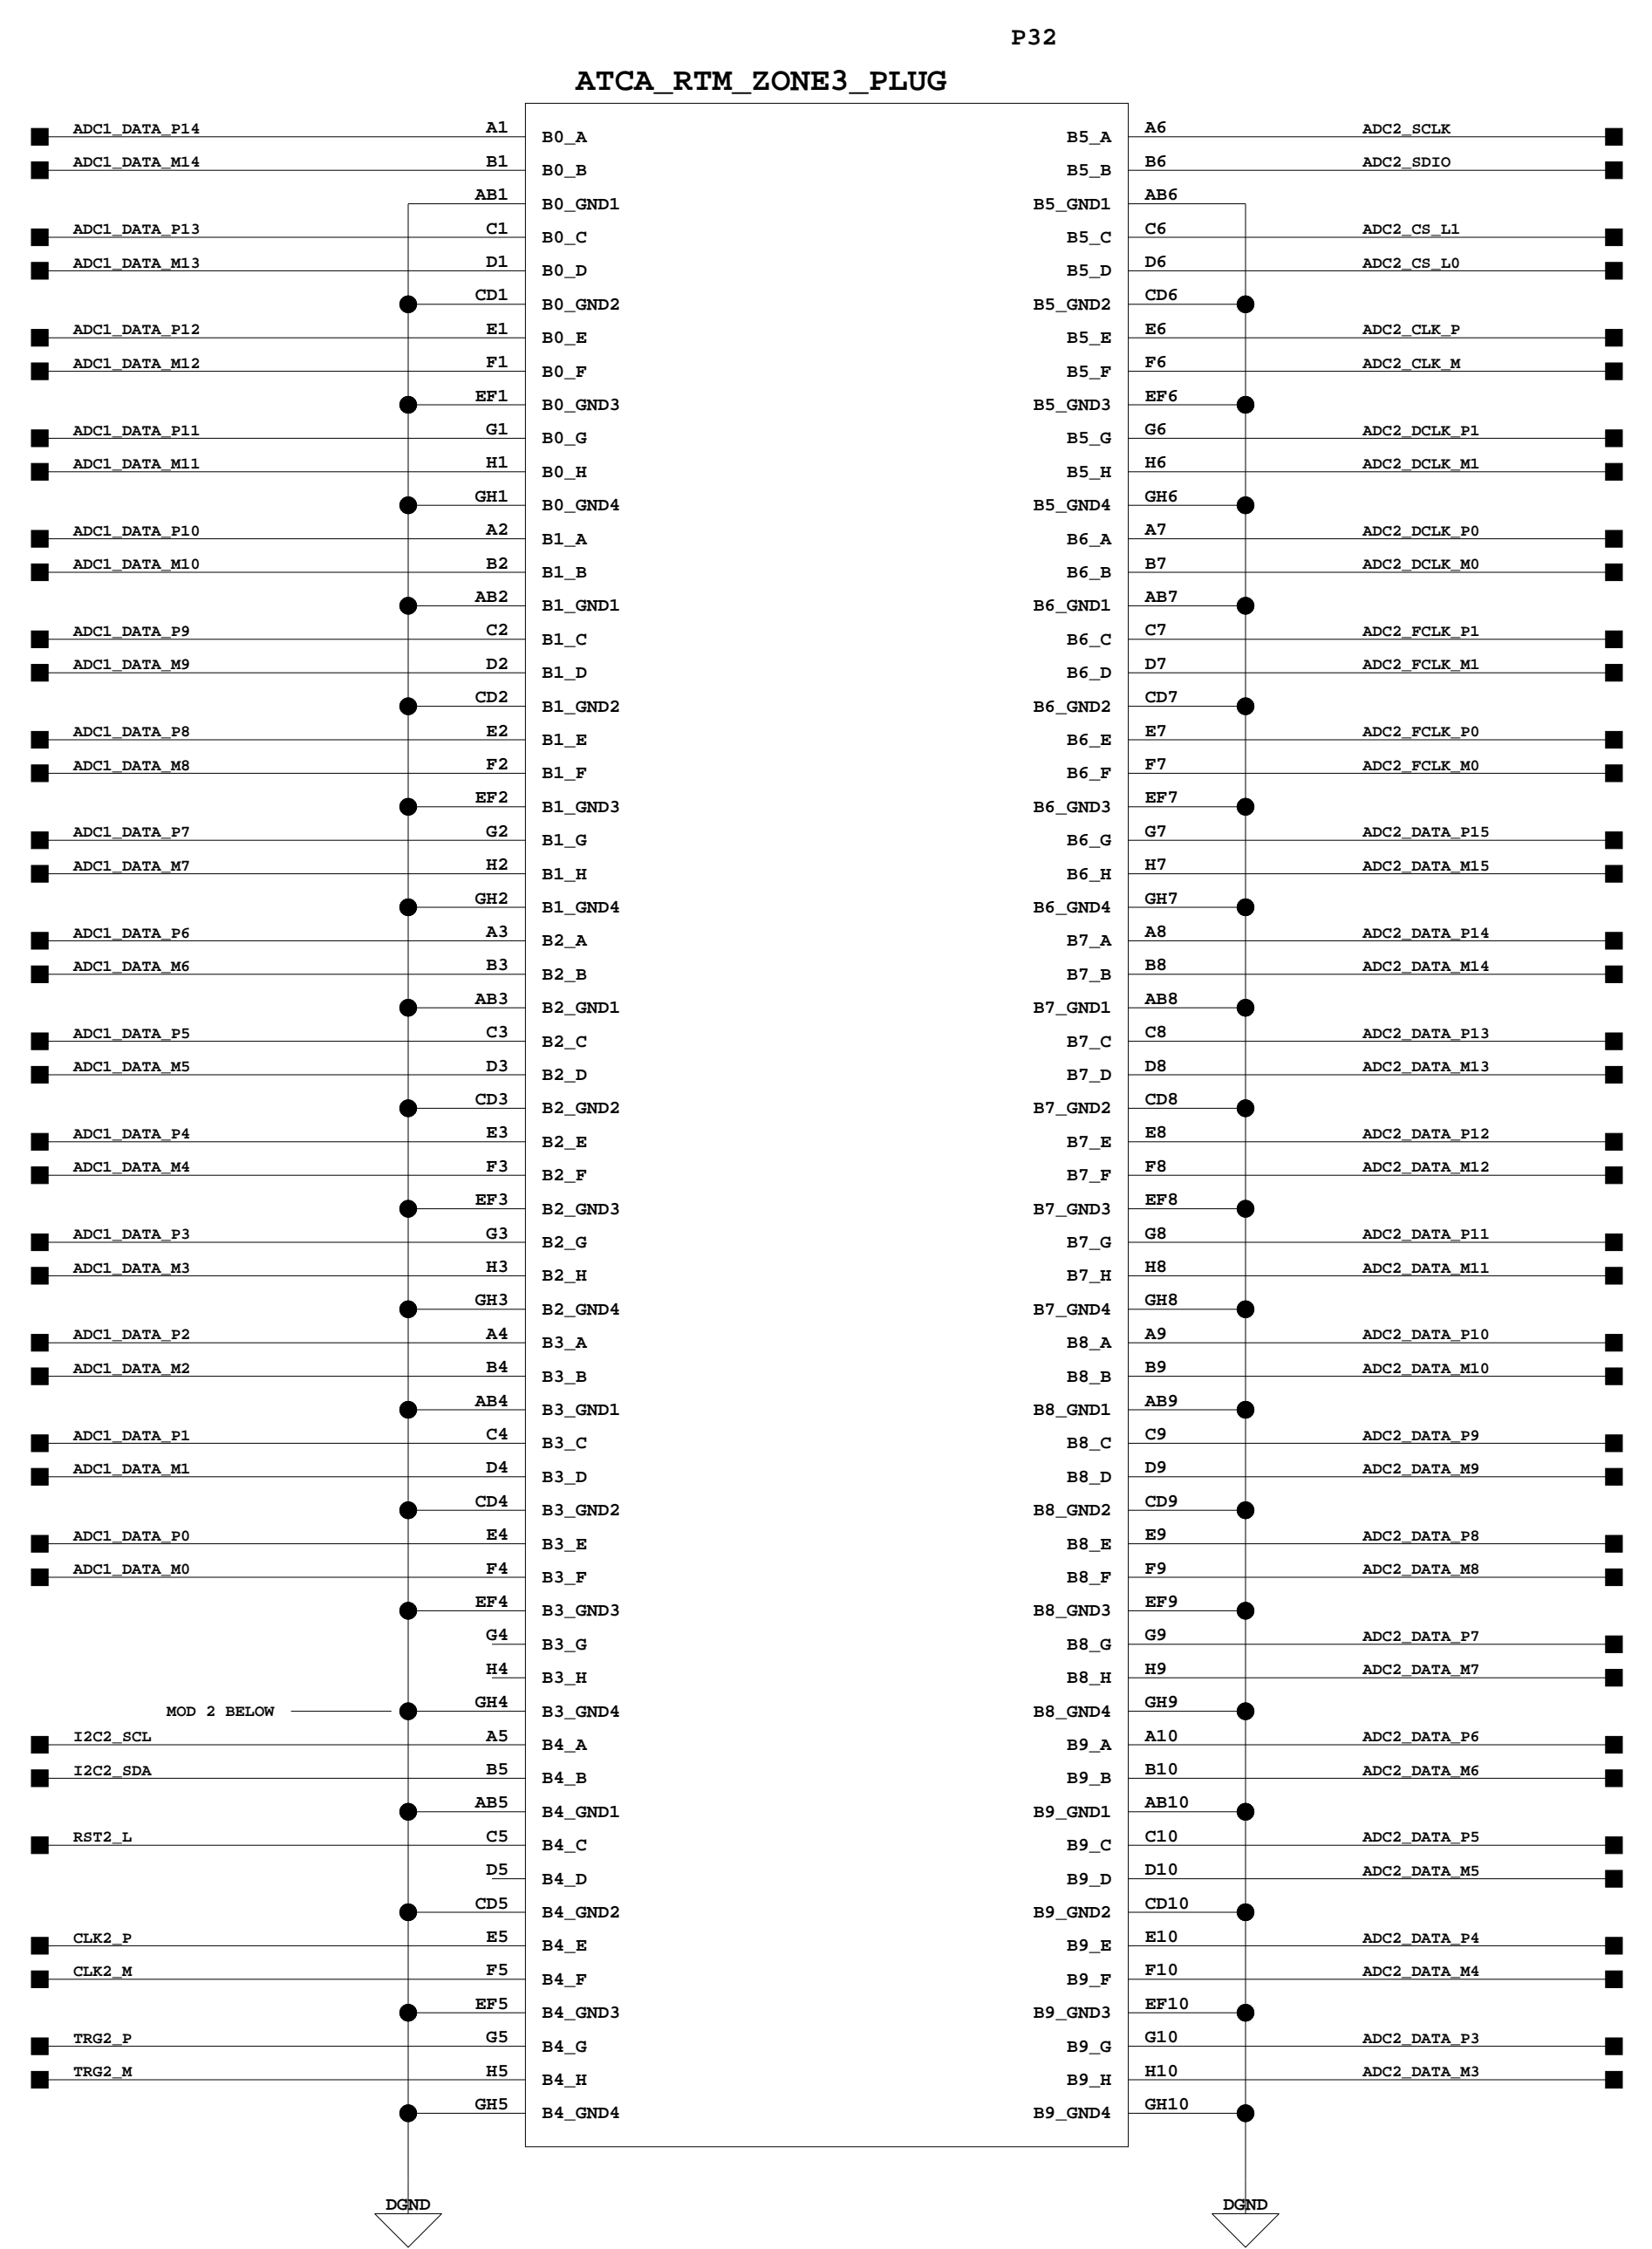 P32
ATCA_RTM_ZONE3_PLUG
ADC1_DATA_P14 A1 B0_A B5_A A6 ADC2_SCLK
ADC1_DATA_M14 B1 B0_B B5_B B6 ADC2_SDIO
AB1 B0_GND1 B5_GND1 AB6
ADC1_DATA_P13 C1 B0_C B5_C C6 ADC2_CS_L1
ADC1_DATA_M13 D1 B0_D B5_D D6 ADC2_CS_L0
CD1 B0_GND2 B5_GND2 CD6
ADC1_DATA_P12 E1 B0_E B5_E E6 ADC2_CLK_P
ADC1_DATA_M12 F1 B0_F B5_F F6 ADC2_CLK_M
EF1 B0_GND3 B5_GND3 EF6
ADC1_DATA_P11 G1 B0_G B5_G G6 ADC2_DCLK_P1
ADC1_DATA_M11 H1 B0_H B5_H H6 ADC2_DCLK_M1
GH1 B0_GND4 B5_GND4 GH6
ADC1_DATA_P10 A2 B1_A B6_A A7 ADC2_DCLK_P0
ADC1_DATA_M10 B2 B1_B B6_B B7 ADC2_DCLK_M0
AB2 B1_GND1 B6_GND1 AB7
ADC1_DATA_P9 C2 B1_C B6_C C7 ADC2_FCLK_P1
ADC1_DATA_M9 D2 B1_D B6_D D7 ADC2_FCLK_M1
CD2 B1_GND2 B6_GND2 CD7
ADC1_DATA_P8 E2 B1_E B6_E E7 ADC2_FCLK_P0
ADC1_DATA_M8 F2 B1_F B6_F F7 ADC2_FCLK_M0
EF2 B1_GND3 B6_GND3 EF7
ADC1_DATA_P7 G2 B1_G B6_G G7 ADC2_DATA_P15
ADC1_DATA_M7 H2 B1_H B6_H H7 ADC2_DATA_M15
GH2 B1_GND4 B6_GND4 GH7
ADC1_DATA_P6 A3 B2_A B7_A A8 ADC2_DATA_P14
ADC1_DATA_M6 B3 B2_B B7_B B8 ADC2_DATA_M14
AB3 B2_GND1 B7_GND1 AB8
ADC1_DATA_P5 C3 B2_C B7_C C8 ADC2_DATA_P13
ADC1_DATA_M5 D3 B2_D B7_D D8 ADC2_DATA_M13
CD3 B2_GND2 B7_GND2 CD8
ADC1_DATA_P4 E3 B2_E B7_E E8 ADC2_DATA_P12
ADC1_DATA_M4 F3 B2_F B7_F F8 ADC2_DATA_M12
EF3 B2_GND3 B7_GND3 EF8
ADC1_DATA_P3 G3 B2_G B7_G G8 ADC2_DATA_P11
ADC1_DATA_M3 H3 B2_H B7_H H8 ADC2_DATA_M11
GH3 B2_GND4 B7_GND4 GH8
ADC1_DATA_P2 A4 B3_A B8_A A9 ADC2_DATA_P10
ADC1_DATA_M2 B4 B3_B B8_B B9 ADC2_DATA_M10
AB4 B3_GND1 B8_GND1 AB9
ADC1_DATA_P1 C4 B3_C B8_C C9 ADC2_DATA_P9
ADC1_DATA_M1 D4 B3_D B8_D D9 ADC2_DATA_M9
CD4 B3_GND2 B8_GND2 CD9
ADC1_DATA_P0 E4 B3_E B8_E E9 ADC2_DATA_P8
ADC1_DATA_M0 F4 B3_F B8_F F9 ADC2_DATA_M8
EF4 B3_GND3 B8_GND3 EF9
G4 B3_G B8_G G9 ADC2_DATA_P7
H4 B3_H B8_H H9 ADC2_DATA_M7
MOD 2 BELOW GH4 B3_GND4 B8_GND4 GH9
I2C2_SCL A5 B4_A B9_A A10 ADC2_DATA_P6
I2C2_SDA B5 B4_B B9_B B10 ADC2_DATA_M6
AB5 B4_GND1 B9_GND1 AB10
RST2_L C5 B4_C B9_C C10 ADC2_DATA_P5
D5 B4_D B9_D D10 ADC2_DATA_M5
CD5 B4_GND2 B9_GND2 CD10
CLK2_P E5 B4_E B9_E E10 ADC2_DATA_P4
CLK2_M F5 B4_F B9_F F10 ADC2_DATA_M4
EF5 B4_GND3 B9_GND3 EF10
TRG2_P G5 B4_G B9_G G10 ADC2_DATA_P3
TRG2_M H5 B4_H B9_H H10 ADC2_DATA_M3
GH5 B4_GND4 B9_GND4 GH10
DGND DGND